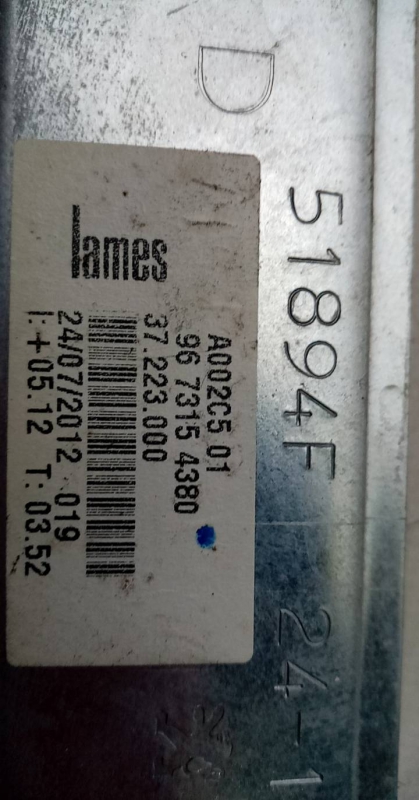 D
51894F 24-1
lames
A002C5 01
96 7315 4380
37.223.000
24/07/2012 019
I:+05.12 T: 03.52